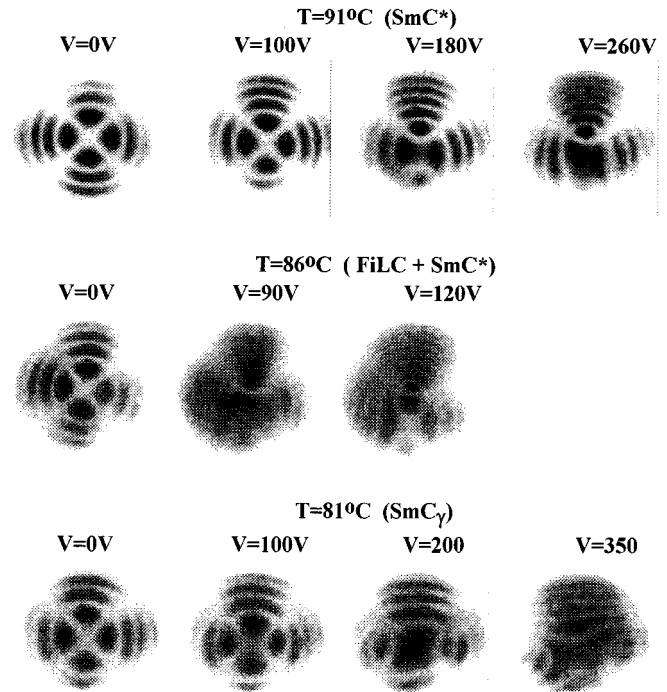 T=91ºC (SmC*)
V=0V V=100V V=180V V=260V
T=86ºC ( FiLC + SmC*)
V=0V V=90V V=120V
T=81ºC (SmCγ)
V=0V V=100V V=200 V=350